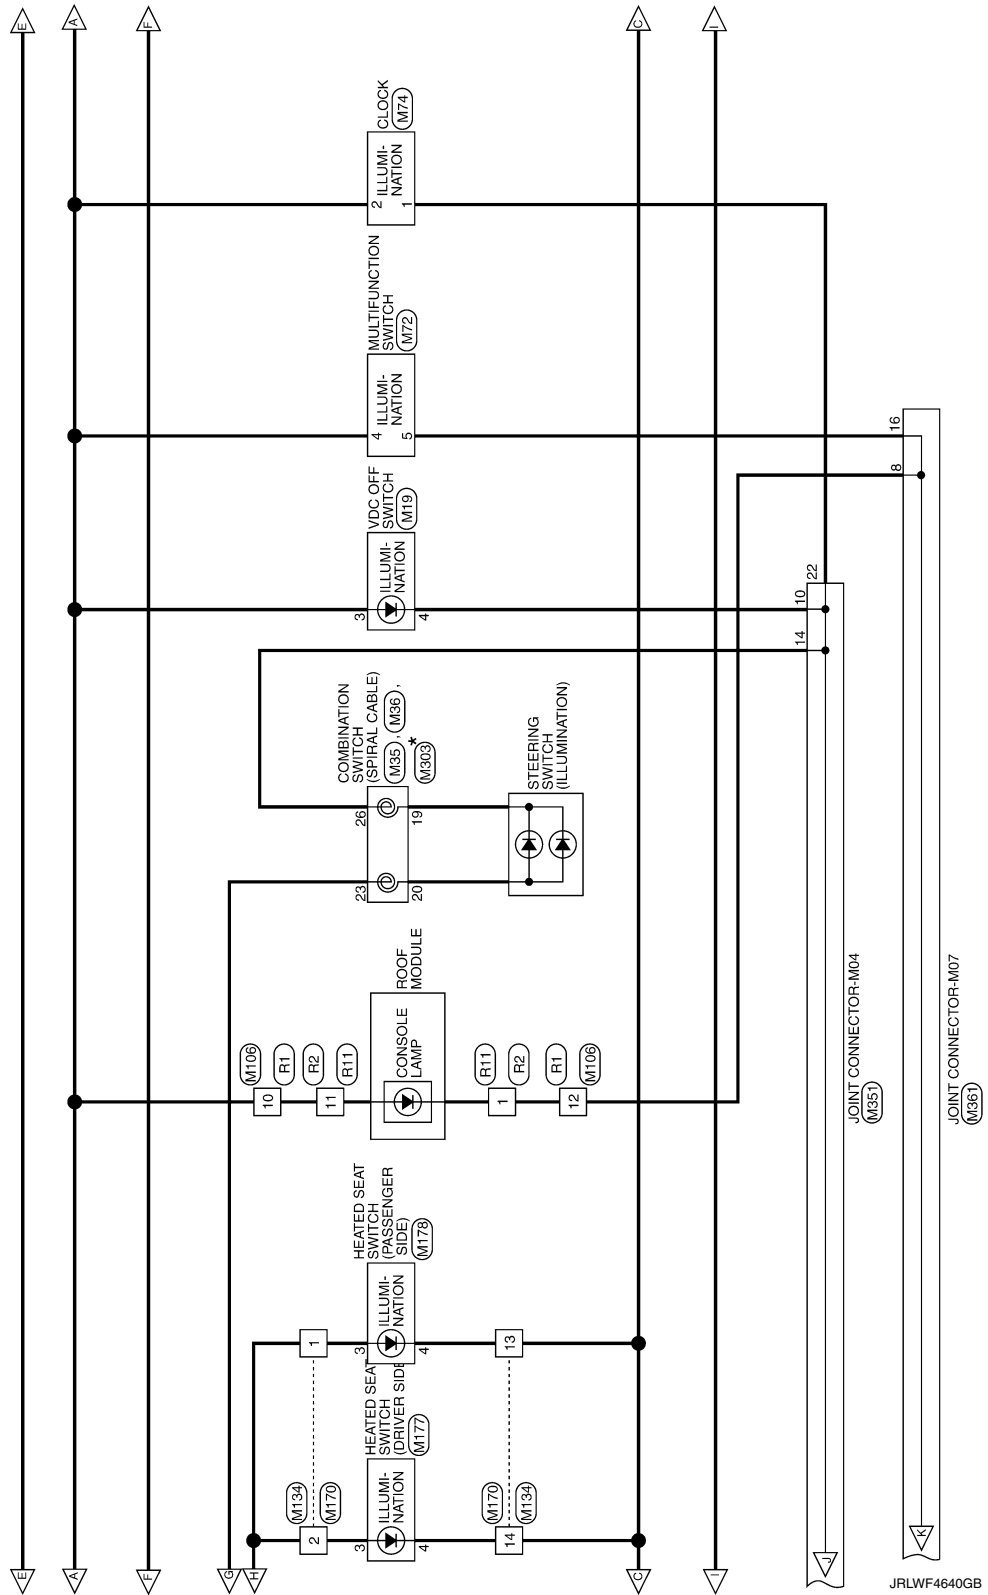 E
A
F
C
I
CLOCK
M74
2
ILLUMI-
NATION
1
MULTIFUNCTION
SWITCH
M72
4
ILLUMI-
NATION
5
16
8
VDC OFF
SWITCH
M19
3
ILLUMI-
NATION
4
10
22
14
COMBINATION
SWITCH
(SPIRAL CABLE)
M35 , M36 ,
*
M303
26
19
23
20
STEERING
SWITCH
(ILLUMINATION)
ROOF
MODULE
CONSOLE
LAMP
M106
R1
R2
R11
10
11
R11
R2
R1
M106
1
12
JOINT CONNECTOR-M04
M351
JOINT CONNECTOR-M07
M361
HEATED SEAT
SWITCH
(PASSENGER
SIDE)
M178
1
3
ILLUMI-
NATION
4
13
HEATED SEAT
SWITCH
(DRIVER SIDE
M177
M134
M170
2
3
ILLUMI-
NATION
4
M170
M134
14
E
A
F
G
H
C
I
J
K
JRLWF4640GB